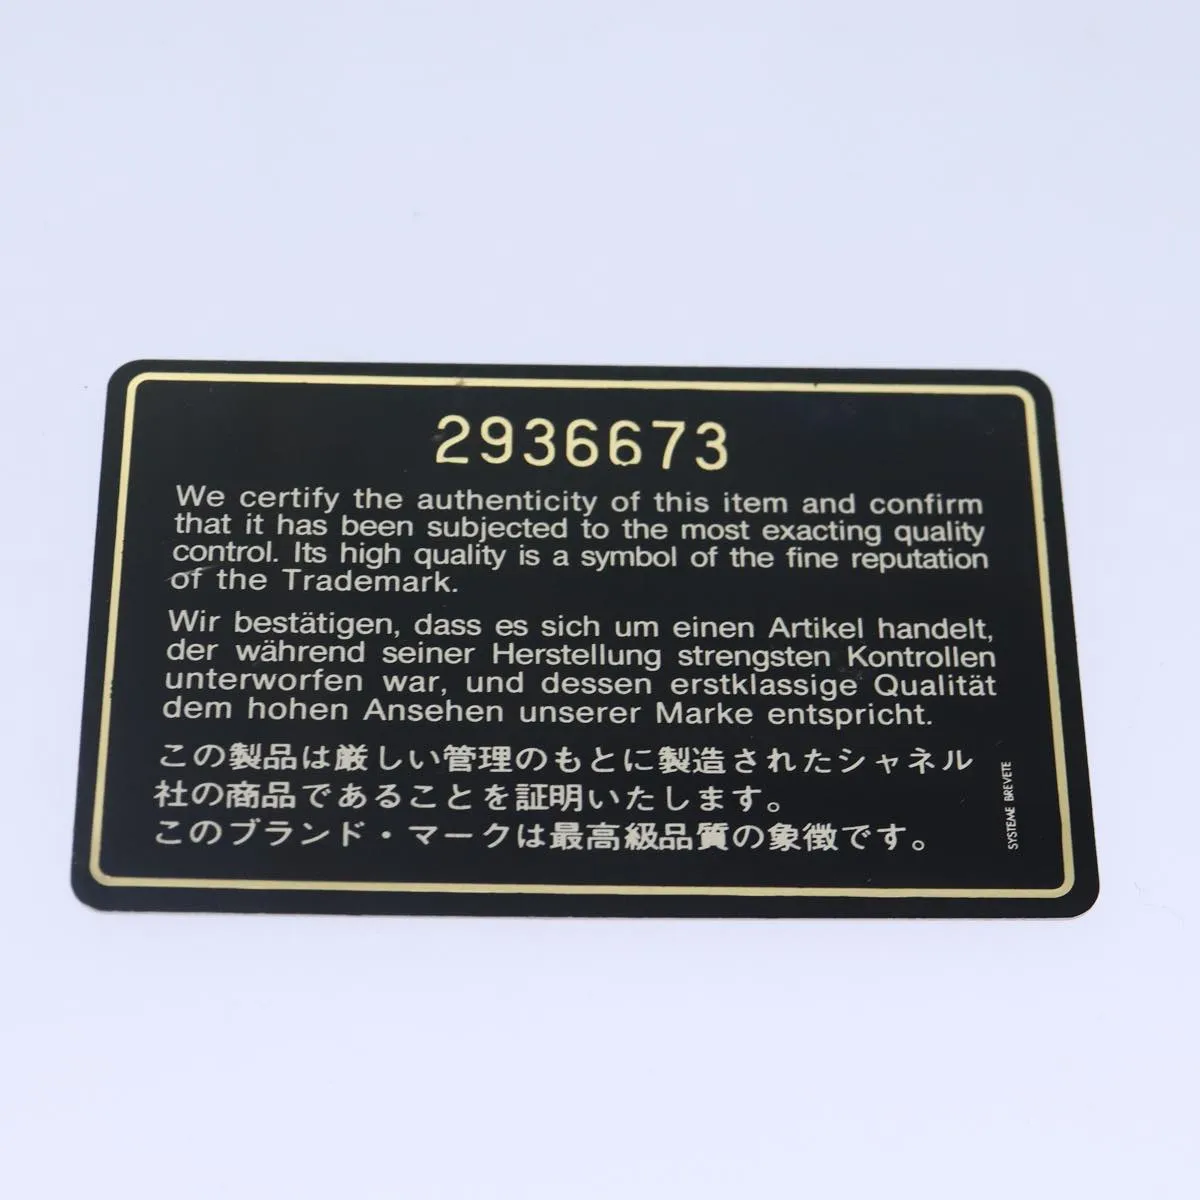 2936673
We certify the authenticity of this item and confirm
that it has been subjected to the most exacting quality
control. Its high quality is a symbol of the fine reputation
of the Trademark.
Wir bestätigen, dass es sich um einen Artikel handelt,
der während seiner Herstellung strengsten Kontrollen
unterworfen war, und dessen erstklassige Qualität
dem hohen Ansehen unserer Marke entspricht.
この製品は厳しい管理のもとに製造されたシャネル
社の商品であることを証明いたします。
このブランド・マークは最高級品質の象徴です。
SYSTEME BREVETE